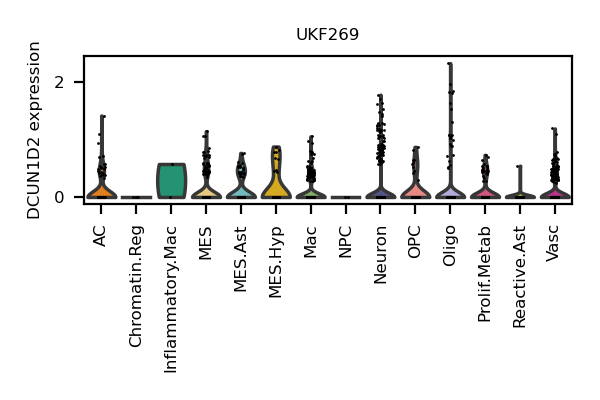 UKF269
DCUN1D2 expression
2
0
AC
Chromatin.Reg
Inflammatory.Mac
MES
MES.Ast
MES.Hyp
Mac
NPC
Neuron
OPC
Oligo
Prolif.Metab
Reactive.Ast
Vasc